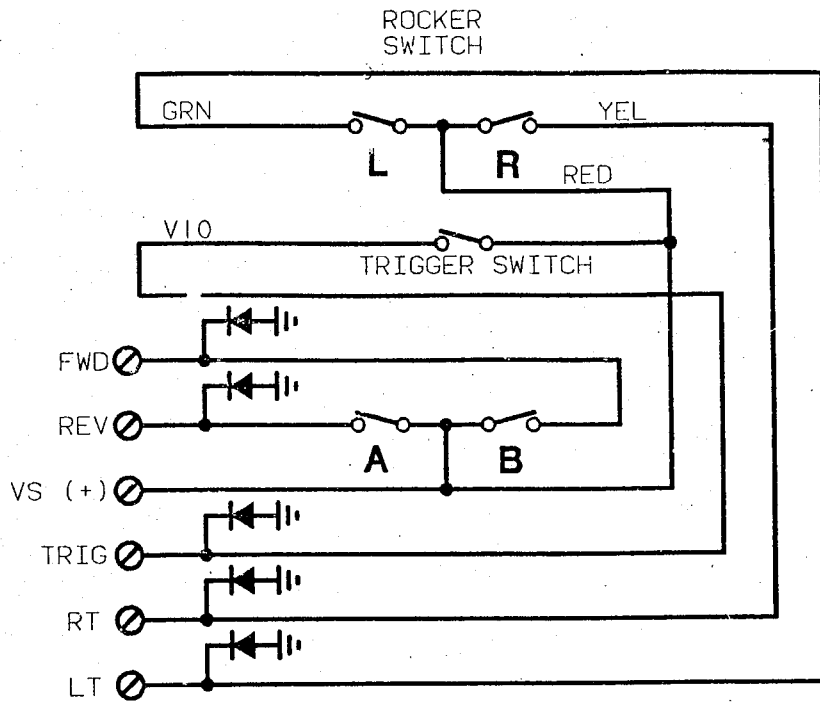 ROCKER
SWITCH
GRN
YEL
L
R
RED
VIO
TRIGGER SWITCH
FWD
REV
A
B
VS (+)
TRIG
RT
LT